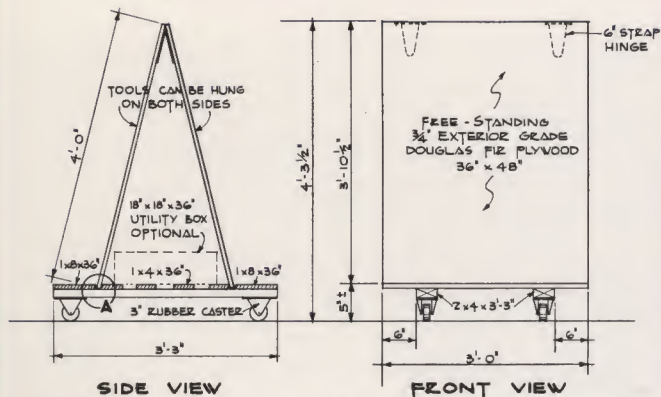 4'-0"
TOOLS CAN BE HUNG
ON BOTH SIDES
18" x 18" x 36"
UTILITY BOX
OPTIONAL
1x8x36"
1x4x36"
1x8x36"
A
3" RUBBER CASTER
3'-3"
SIDE VIEW
4'-3 1/2"
3'-10 1/2"
5" ±
6" STRAP
HINGE
FREE-STANDING
3/4" EXTERIOR GRADE
DOUGLAS FIR PLYWOOD
36" x 48"
2x4x3'-3"
6"
6"
3'-0"
FRONT VIEW